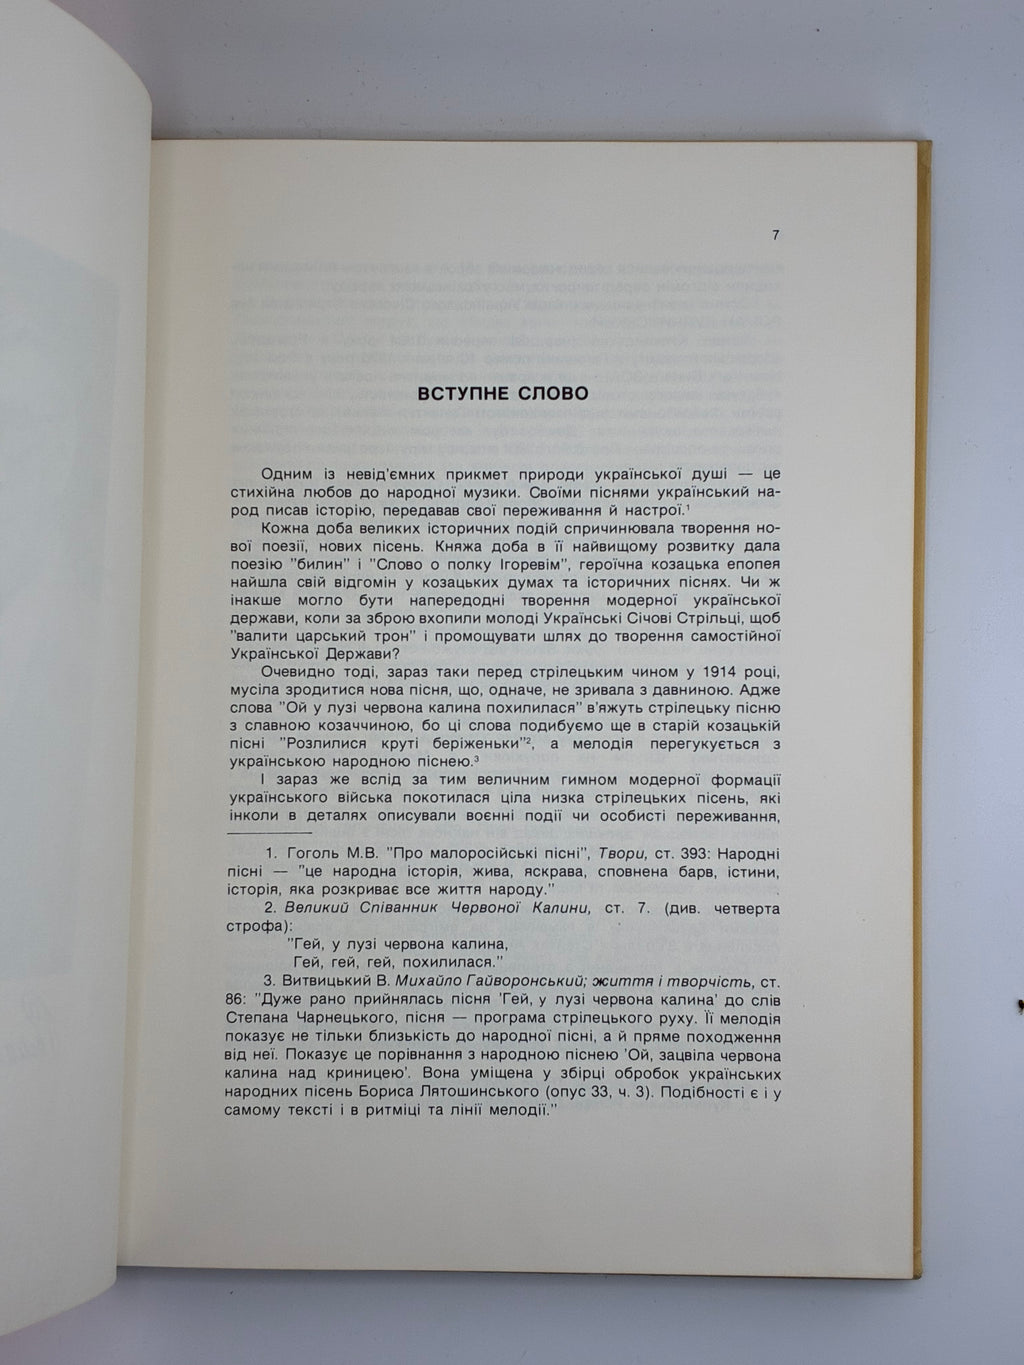 7
ВСТУПНЕ СЛОВО
Одним із невід'ємних прикмет природи української душі — це
стихійна любов до народної музики. Своїми піснями український на-
род писав історію, передавав свої переживання й настрої.¹
Кожна доба великих історичних подій спричинювала творення но-
вої поезії, нових пісень. Княжа доба в її найвищому розвитку дала
поезію "билин" і "Слово о полку Ігоревім", героїчна козацька епопея
найшла свій відгомін у козацьких думах та історичних піснях. Чи ж
інакше могло бути напередодні творення модерної української
держави, коли за зброю вхопили молоді Українські Січові Стрільці, щоб
"валити царський трон" і промощувати шлях до творення самостійної
Української Держави?
Очевидно тоді, зараз таки перед стрілецьким чином у 1914 році,
мусіла зродитися нова пісня, що, одначе, не зривала з давниною. Адже
слова "Ой у лузі червона калина похилилася" в'яжуть стрілецьку пісню
з славною козаччиною, бо ці слова подибуємо ще в старій козацькій
пісні "Розлилися круті беріженьки"², а мелодія перегукується з
українською народною піснею.³
І зараз же вслід за тим величним гимном модерної формації
українського війська покотилася ціла низка стрілецьких пісень, які
інколи в деталях описували воєнні події чи особисті переживання,
1. Гоголь М.В. "Про малоросійські пісні", Твори, ст. 393: Народні
пісні — "це народна історія, жива, яскрава, сповнена барв, істини,
історія, яка розкриває все життя народу."
2. Великий Співанник Червоної Калини, ст. 7. (див. четверта
строфа):
"Гей, у лузі червона калина,
Гей, гей, гей, похилилася."
3. Витвицький В. Михайло Гайворонський; життя і творчість, ст.
86: "Дуже рано прийнялась пісня 'Гей, у лузі червона калина' до слів
Степана Чарнецького, пісня — програма стрілецького руху. Її мелодія
показує не тільки близькість до народної пісні, а й пряме походження
від неї. Показує це порівнання з народною піснею 'Ой, зацвіла червона
калина над криницею'. Вона уміщена у збірці обробок українських
народних пісень Бориса Лятошинського (опус 33, ч. 3). Подібності є і у
самому тексті і в ритміці та лінії мелодії."